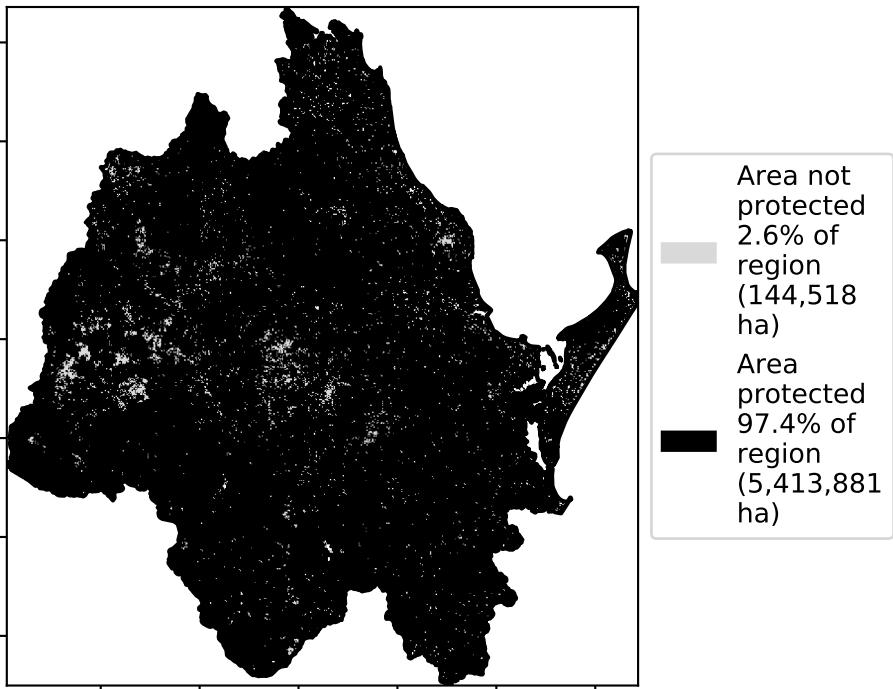 Area not
protected
2.6% of
region
(144,518
ha)
Area
protected
97.4% of
region
(5,413,881
ha)